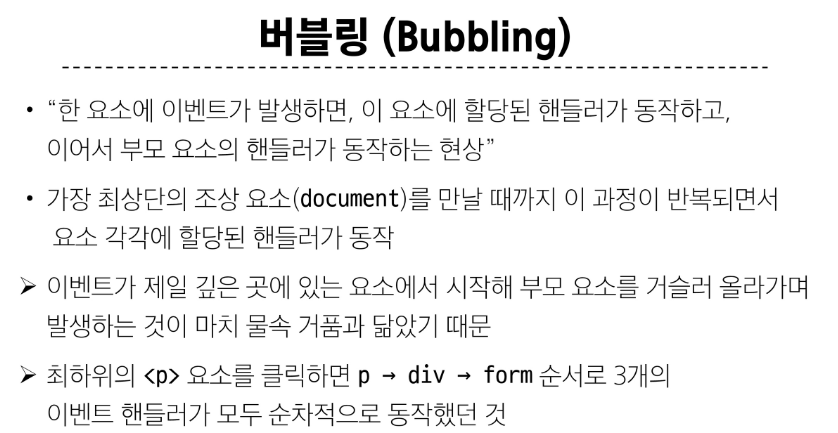 버블링 (Bubbling)
• “한 요소에 이벤트가 발생하면, 이 요소에 할당된 핸들러가 동작하고,
이어서 부모 요소의 핸들러가 동작하는 현상”
• 가장 최상단의 조상 요소(document)를 만날 때까지 이 과정이 반복되면서
요소 각각에 할당된 핸들러가 동작
➢ 이벤트가 제일 깊은 곳에 있는 요소에서 시작해 부모 요소를 거슬러 올라가며
발생하는 것이 마치 물속 거품과 닮았기 때문
➢ 최하위의 <p> 요소를 클릭하면 p → div → form 순서로 3개의
이벤트 핸들러가 모두 순차적으로 동작했던 것